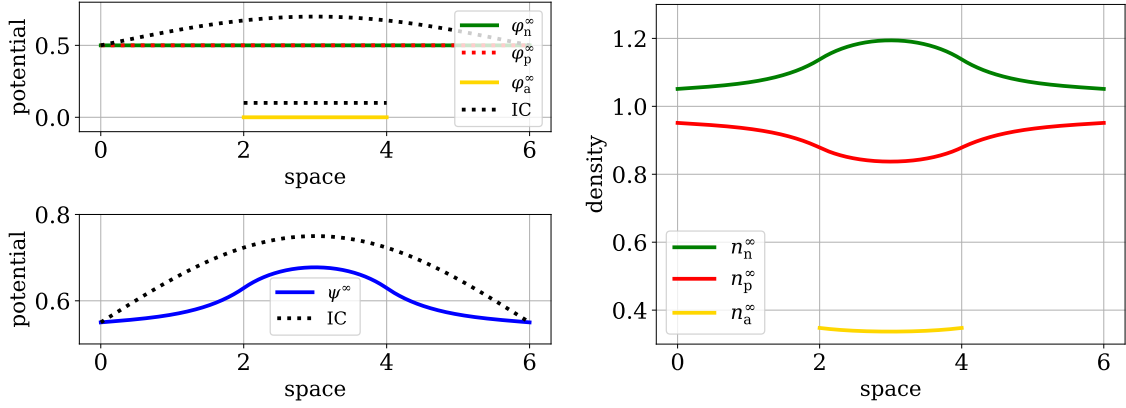 potential
0.5
0.0
φₙ^∞
φₚ^∞
φₐ^∞
IC
0 2 4 6
space
potential
0.8
0.6
ψ^∞
IC
0 2 4 6
space
density
1.2
1.0
0.8
0.6
0.4
nₙ^∞
nₚ^∞
nₐ^∞
0 2 4 6
space